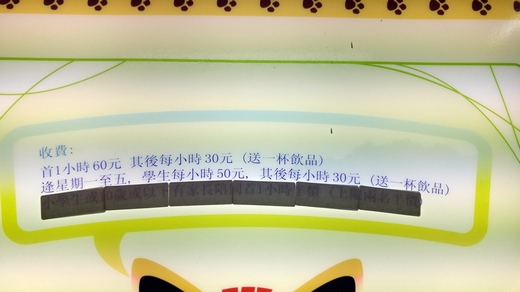 收費:
首1小時60元 其後每小時30元 (送一杯飲品)
逢星期一至五, 學生每小時50元, 其後每小時30元 (送一杯飲品)